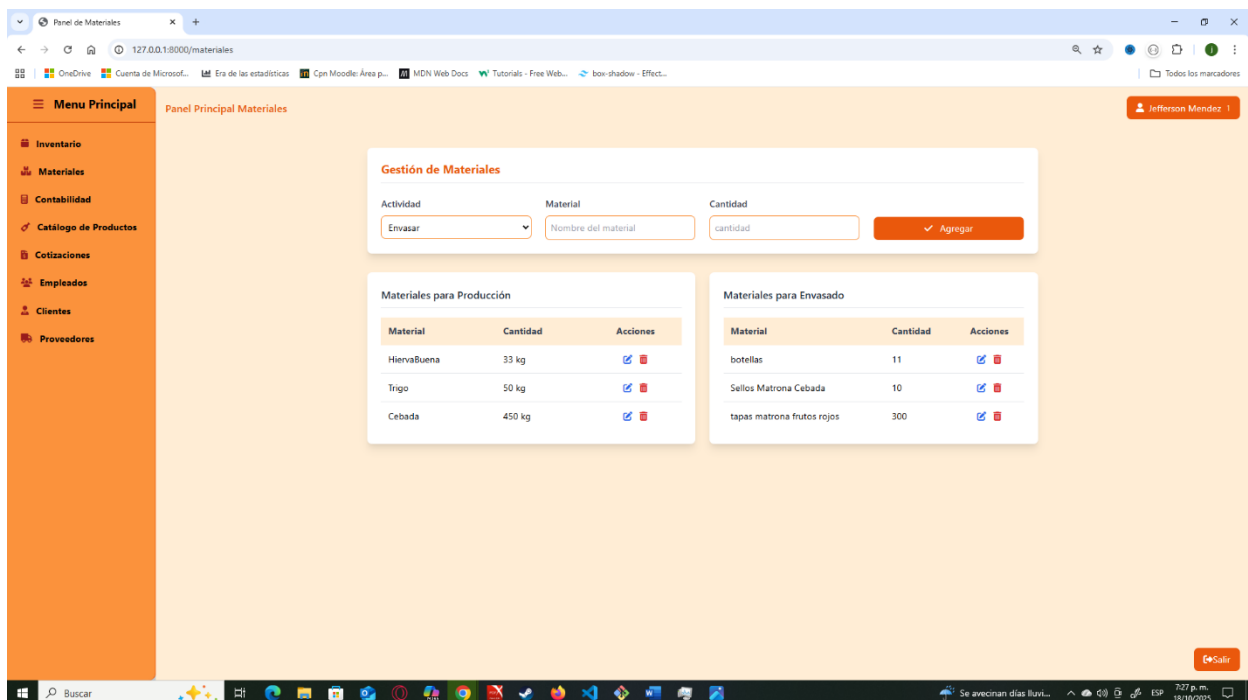 Panel de Materiales
127.0.0.1:8000/materiales
OneDrive Cuenta de Microsof... Era de las estadísticas Cpn Moodle: Área p... MDN Web Docs Tutorials - Free Web... box-shadow - Effect... Todos los marcadores
Menu Principal
Panel Principal Materiales
Jefferson Mendez 1
Inventario
Materiales
Contabilidad
Catálogo de Productos
Cotizaciones
Empleados
Clientes
Proveedores
Gestión de Materiales
Actividad Material Cantidad
Envasar Nombre del material cantidad Agregar
Materiales para Producción
Material Cantidad Acciones
HiervaBuena 33 kg
Trigo 50 kg
Cebada 450 kg
Materiales para Envasado
Material Cantidad Acciones
botellas 11
Sellos Matrona Cebada 10
tapas matrona frutos rojos 300
Salir
Buscar
Se avecinan días lluvi... ESP 7:27 p. m.
18/10/2025